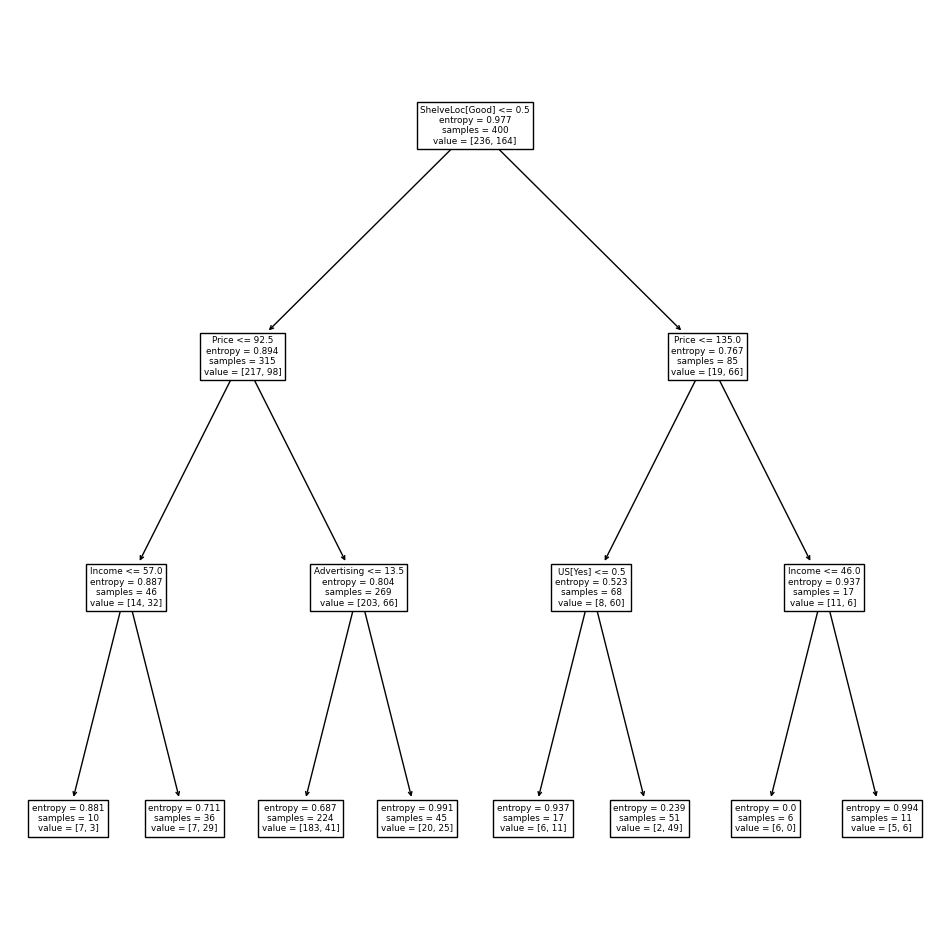 ShelveLoc[Good] <= 0.5
entropy = 0.977
samples = 400
value = [236, 164]
Price <= 92.5
entropy = 0.894
samples = 315
value = [217, 98]
Price <= 135.0
entropy = 0.767
samples = 85
value = [19, 66]
Income <= 57.0
entropy = 0.887
samples = 46
value = [14, 32]
Advertising <= 13.5
entropy = 0.804
samples = 269
value = [203, 66]
US[Yes] <= 0.5
entropy = 0.523
samples = 68
value = [8, 60]
Income <= 46.0
entropy = 0.937
samples = 17
value = [11, 6]
entropy = 0.881
samples = 10
value = [7, 3]
entropy = 0.711
samples = 36
value = [7, 29]
entropy = 0.687
samples = 224
value = [183, 41]
entropy = 0.991
samples = 45
value = [20, 25]
entropy = 0.937
samples = 17
value = [6, 11]
entropy = 0.239
samples = 51
value = [2, 49]
entropy = 0.0
samples = 6
value = [6, 0]
entropy = 0.994
samples = 11
value = [5, 6]